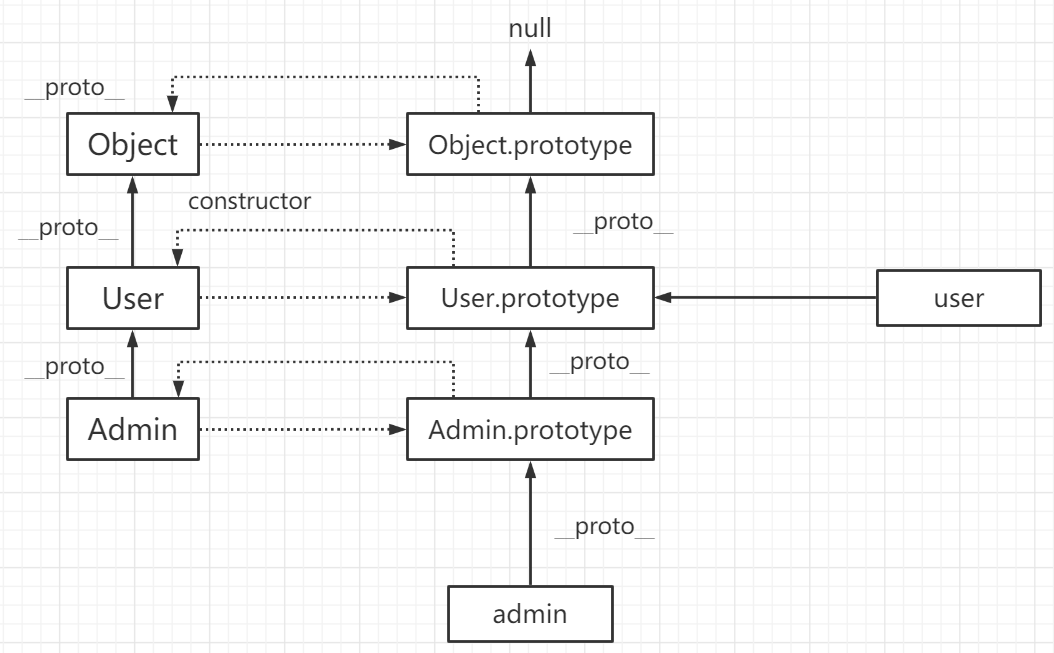 null
__proto__
Object
Object.prototype
constructor
__proto__
__proto__
User
User.prototype
user
__proto__
__proto__
Admin
Admin.prototype
__proto__
admin